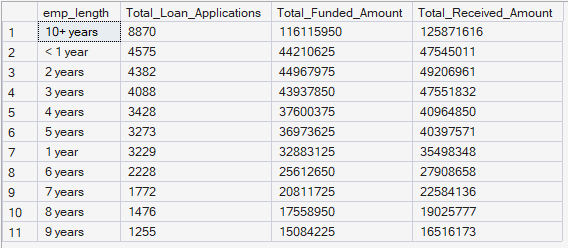 emp_length Total_Loan_Applications Total_Funded_Amount Total_Received_Amount
1 10+ years 8870 116115950 125871616
2 < 1 year 4575 44210625 47545011
3 2 years 4382 44967975 49206961
4 3 years 4088 43937850 47551832
5 4 years 3428 37600375 40964850
6 5 years 3273 36973625 40397571
7 1 year 3229 32883125 35498348
8 6 years 2228 25612650 27908658
9 7 years 1772 20811725 22584136
10 8 years 1476 17558950 19025777
11 9 years 1255 15084225 16516173